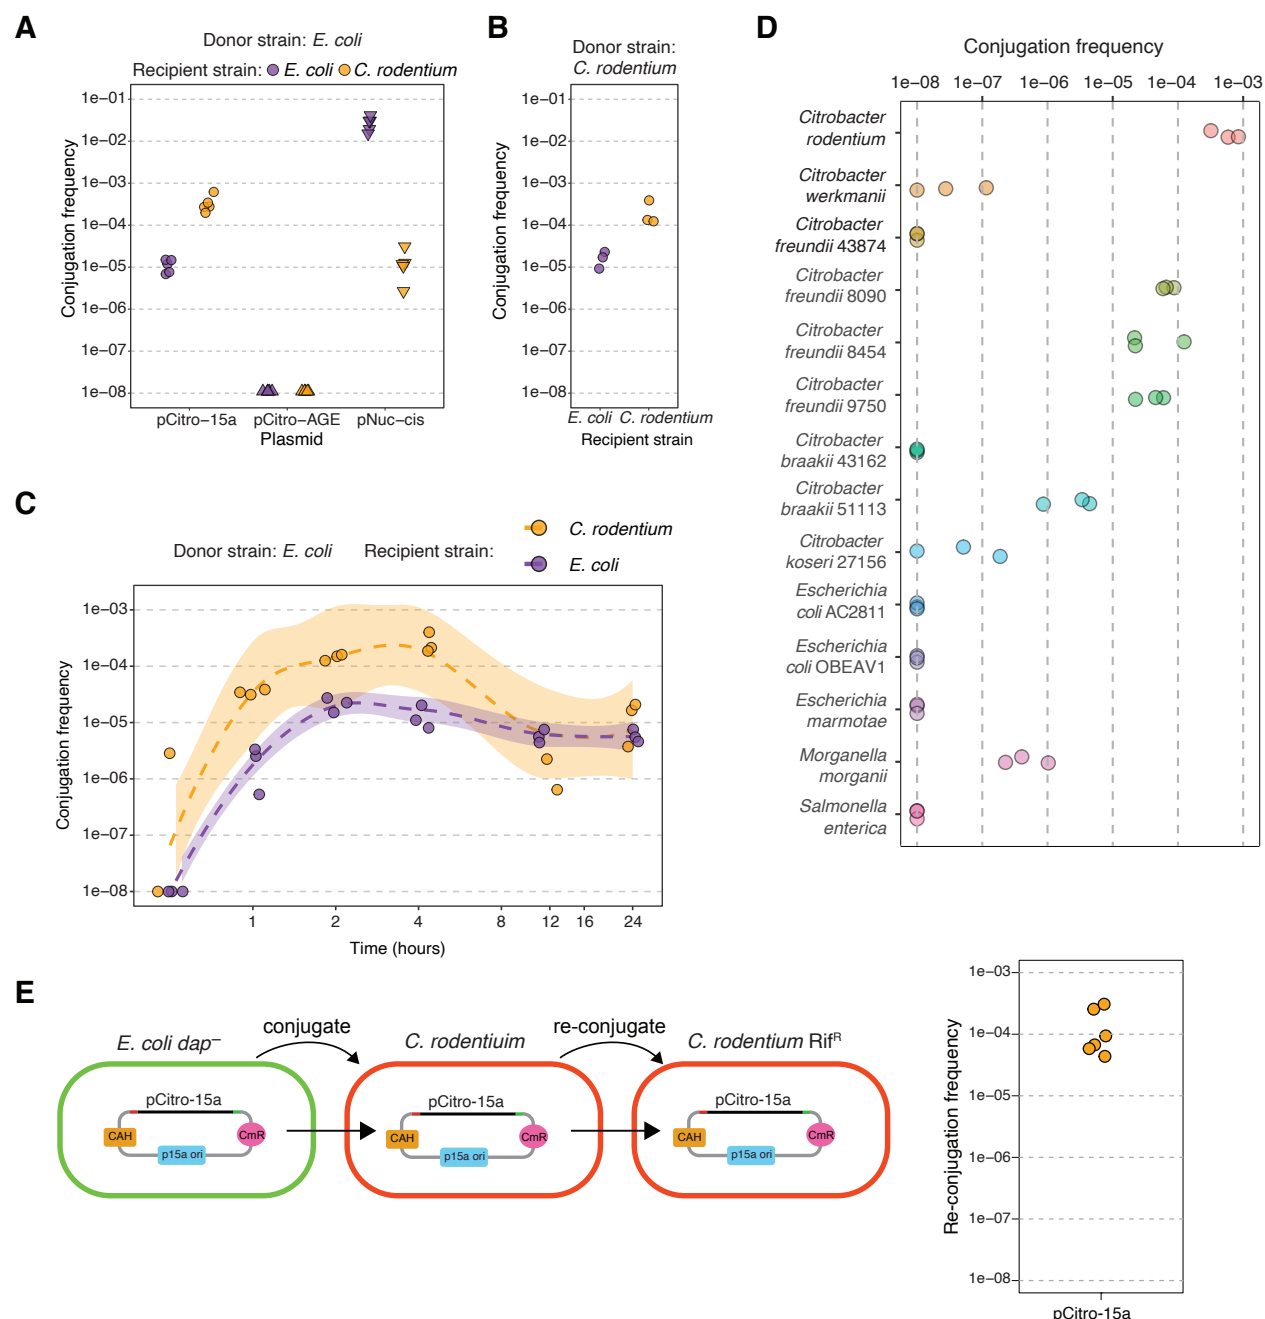 A
Donor strain: E. coli
Recipient strain: E. coli C. rodentium
Conjugation frequency
1e−01
1e−02
1e−03
1e−04
1e−05
1e−06
1e−07
1e−08
pCitro−15a pCitro−AGE pNuc−cis
Plasmid
B
Donor strain:
C. rodentium
Conjugation frequency
1e−01
1e−02
1e−03
1e−04
1e−05
1e−06
1e−07
1e−08
E. coli C. rodentium
Recipient strain
C
Donor strain: E. coli Recipient strain:
C. rodentium
E. coli
Conjugation frequency
1e−03
1e−04
1e−05
1e−06
1e−07
1e−08
1 2 4 8 12 16 24
Time (hours)
D
Conjugation frequency
1e−08 1e−07 1e−06 1e−05 1e−04 1e−03
Citrobacter
rodentium
Citrobacter
werkmanii
Citrobacter
freundii 43874
Citrobacter
freundii 8090
Citrobacter
freundii 8454
Citrobacter
freundii 9750
Citrobacter
braakii 43162
Citrobacter
braakii 51113
Citrobacter
koseri 27156
Escherichia
coli AC2811
Escherichia
coli OBEAV1
Escherichia
marmotae
Morganella
morganii
Salmonella
enterica
E
E. coli dap−
conjugate
C. rodentiuim
re-conjugate
C. rodentium RifR
pCitro-15a
CAH
CmR
p15a ori
pCitro-15a
CAH
CmR
p15a ori
pCitro-15a
CAH
CmR
p15a ori
Re-conjugation frequency
1e−03
1e−04
1e−05
1e−06
1e−07
1e−08
pCitro-15a